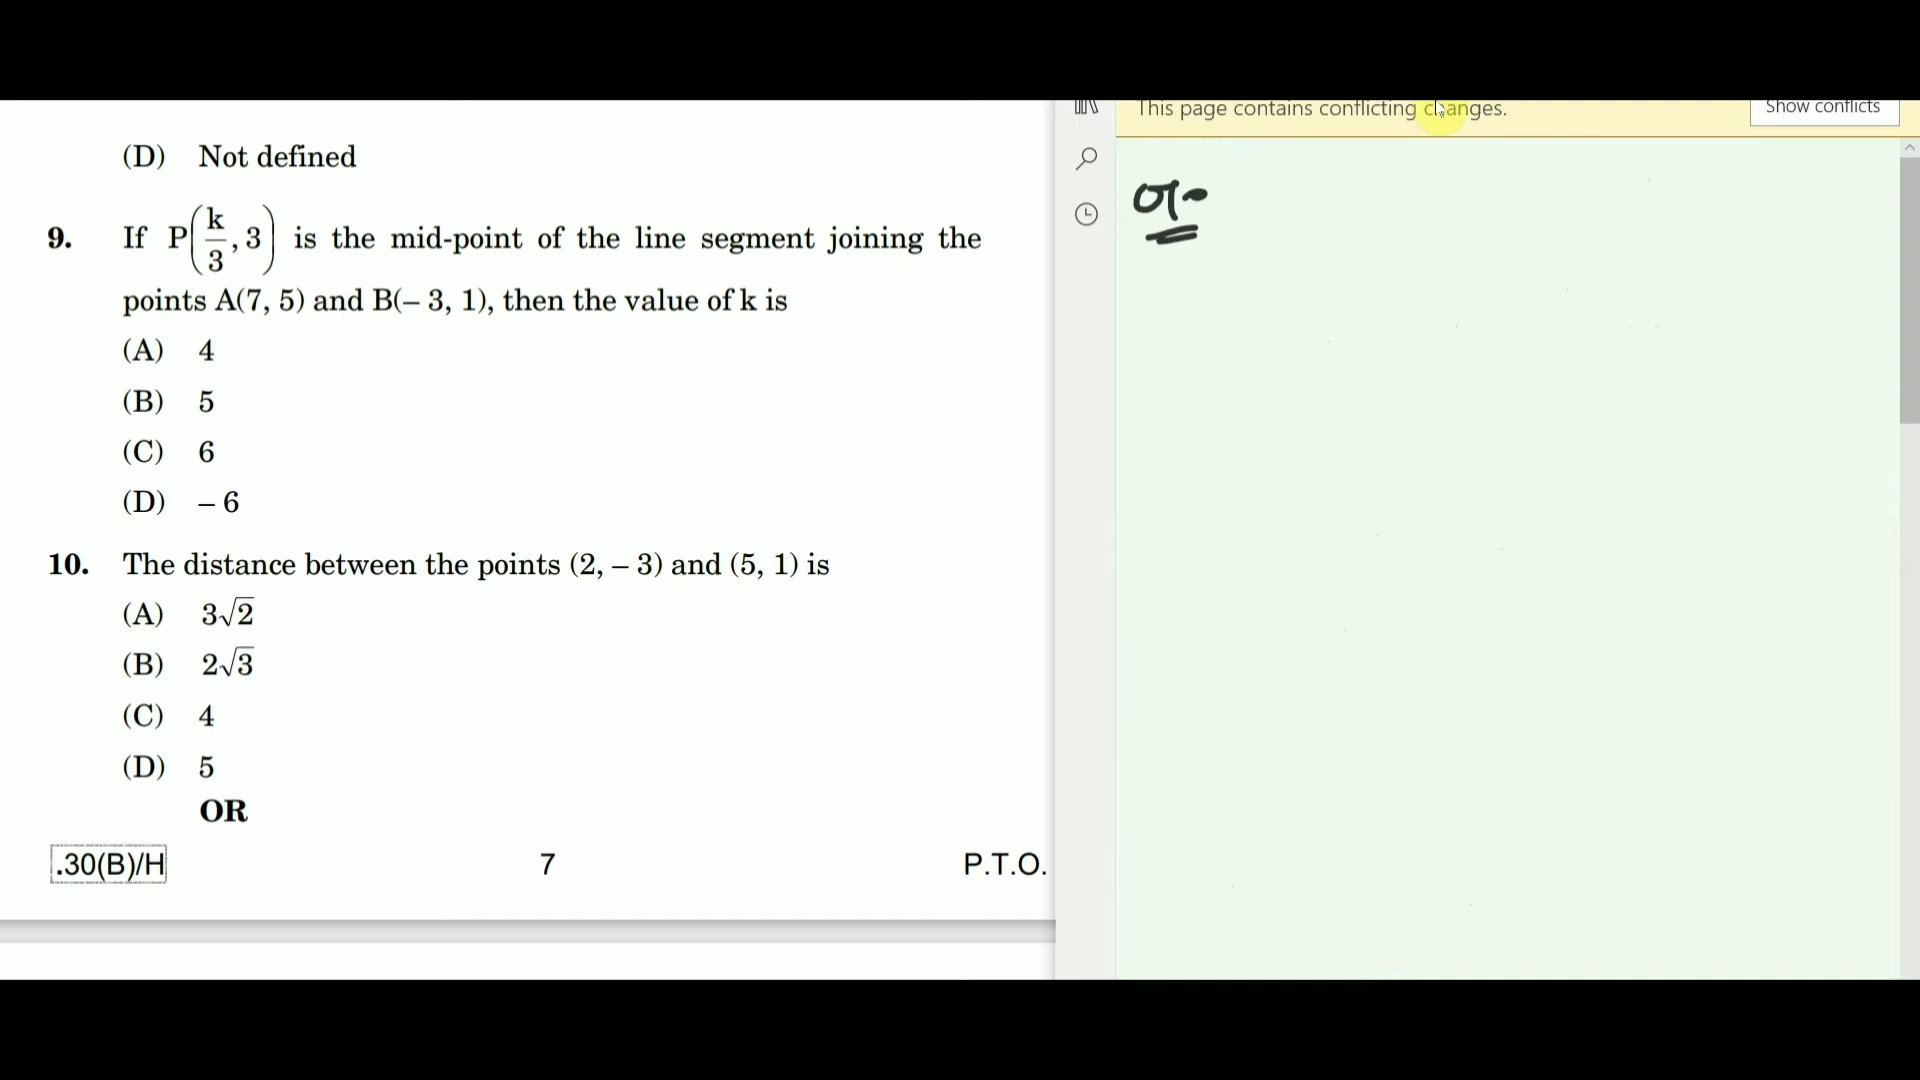 (D) Not defined
This page contains conflicting changes.
Show conflicts
9. If P(k/3, 3) is the mid-point of the line segment joining the
points A(7, 5) and B(– 3, 1), then the value of k is
(A) 4
(B) 5
(C) 6
(D) – 6
10. The distance between the points (2, – 3) and (5, 1) is
(A) 3√2
(B) 2√3
(C) 4
(D) 5
OR
.30(B)/H 7 P.T.O.